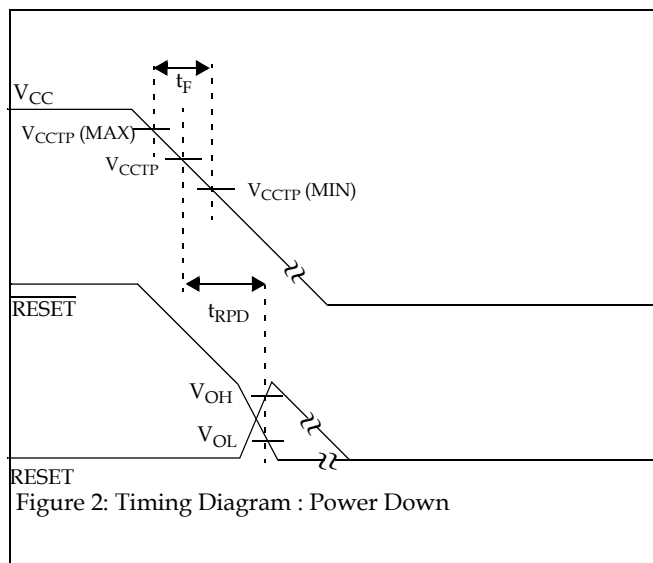 t_F
V_CC
V_CCTP (MAX)
V_CCTP
V_CCTP (MIN)
RESET
t_RPD
V_OH
V_OL
RESET
Figure 2: Timing Diagram : Power Down